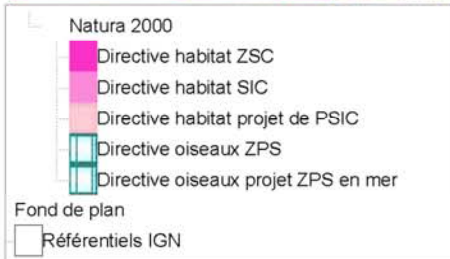 Natura 2000
Directive habitat ZSC
Directive habitat SIC
Directive habitat projet de PSIC
Directive oiseaux ZPS
Directive oiseaux projet ZPS en mer
Fond de plan
Référentiels IGN